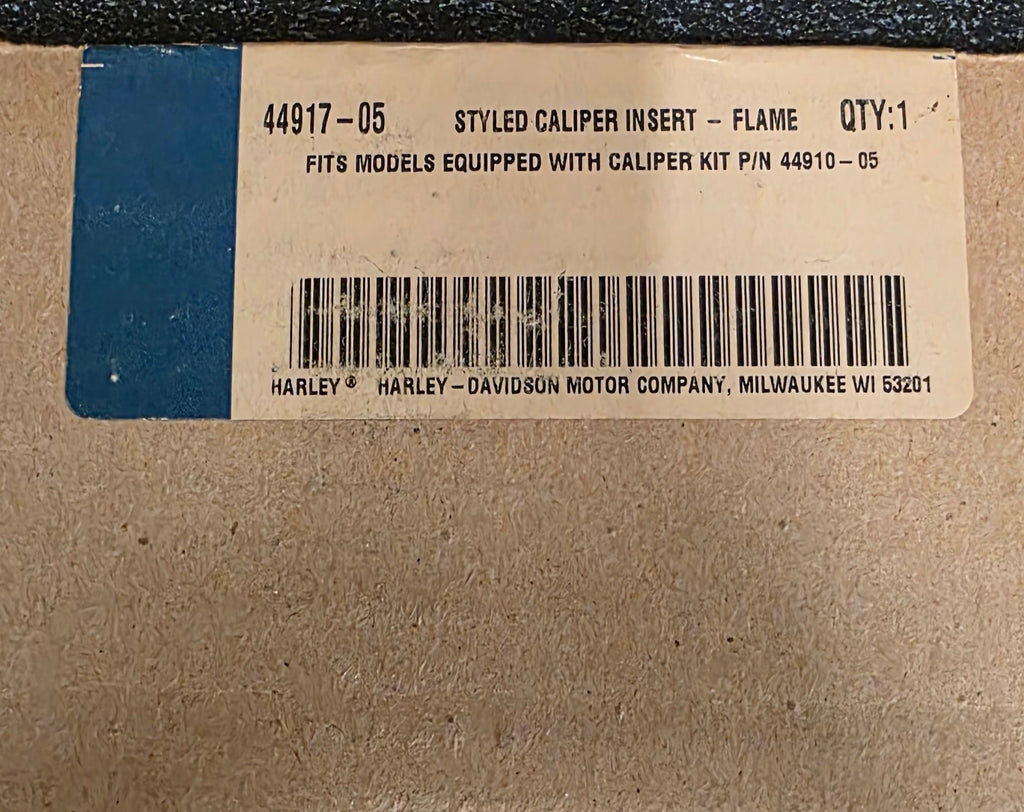 44917-05 STYLED CALIPER INSERT - FLAME QTY:1
FITS MODELS EQUIPPED WITH CALIPER KIT P/N 44910-05
HARLEY® HARLEY-DAVIDSON MOTOR COMPANY, MILWAUKEE WI 53201